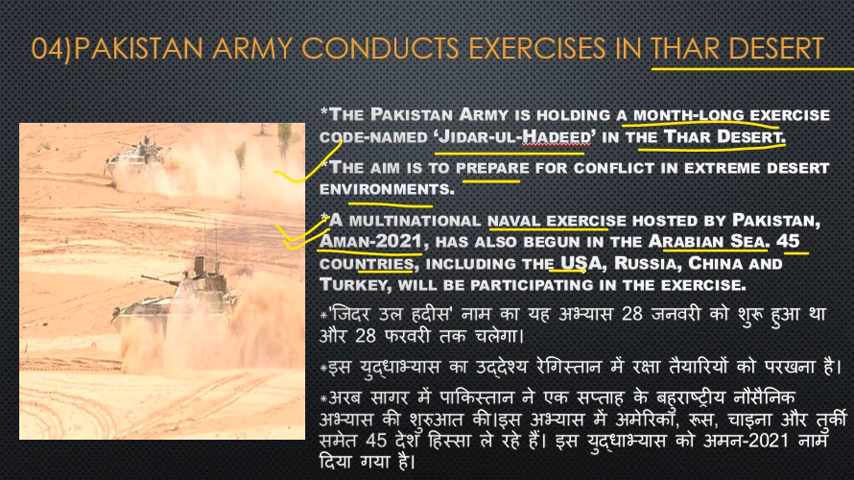 04)PAKISTAN ARMY CONDUCTS EXERCISES IN THAR DESERT
*THE PAKISTAN ARMY IS HOLDING A MONTH-LONG EXERCISE
CODE-NAMED ‘JIDAR-UL-HADEED’ IN THE THAR DESERT.
*THE AIM IS TO PREPARE FOR CONFLICT IN EXTREME DESERT
ENVIRONMENTS.
*A MULTINATIONAL NAVAL EXERCISE HOSTED BY PAKISTAN,
AMAN-2021, HAS ALSO BEGUN IN THE ARABIAN SEA. 45
COUNTRIES, INCLUDING THE USA, RUSSIA, CHINA AND
TURKEY, WILL BE PARTICIPATING IN THE EXERCISE.
*'जिदर उल हदीस' नाम का यह अभ्यास 28 जनवरी को शुरू हुआ था
और 28 फरवरी तक चलेगा।
*इस युद्धाभ्यास का उद्देश्य रेगिस्तान में रक्षा तैयारियों को परखना है।
*अरब सागर में पाकिस्तान ने एक सप्ताह के बहुराष्ट्रीय नौसैनिक
अभ्यास की शुरुआत की।इस अभ्यास में अमेरिका, रूस, चाइना और तुर्की
समेत 45 देश हिस्सा ले रहे हैं। इस युद्धाभ्यास को अमन-2021 नाम
दिया गया है।